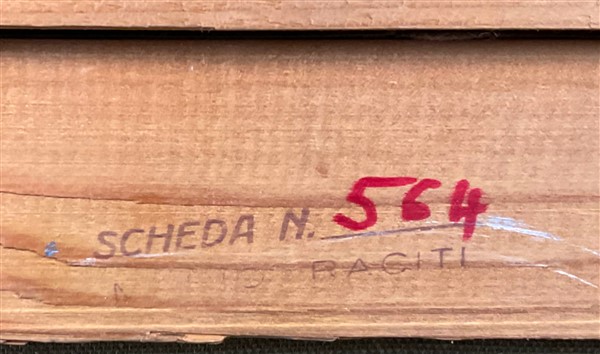 SCHEDA N. 564
RAGITI